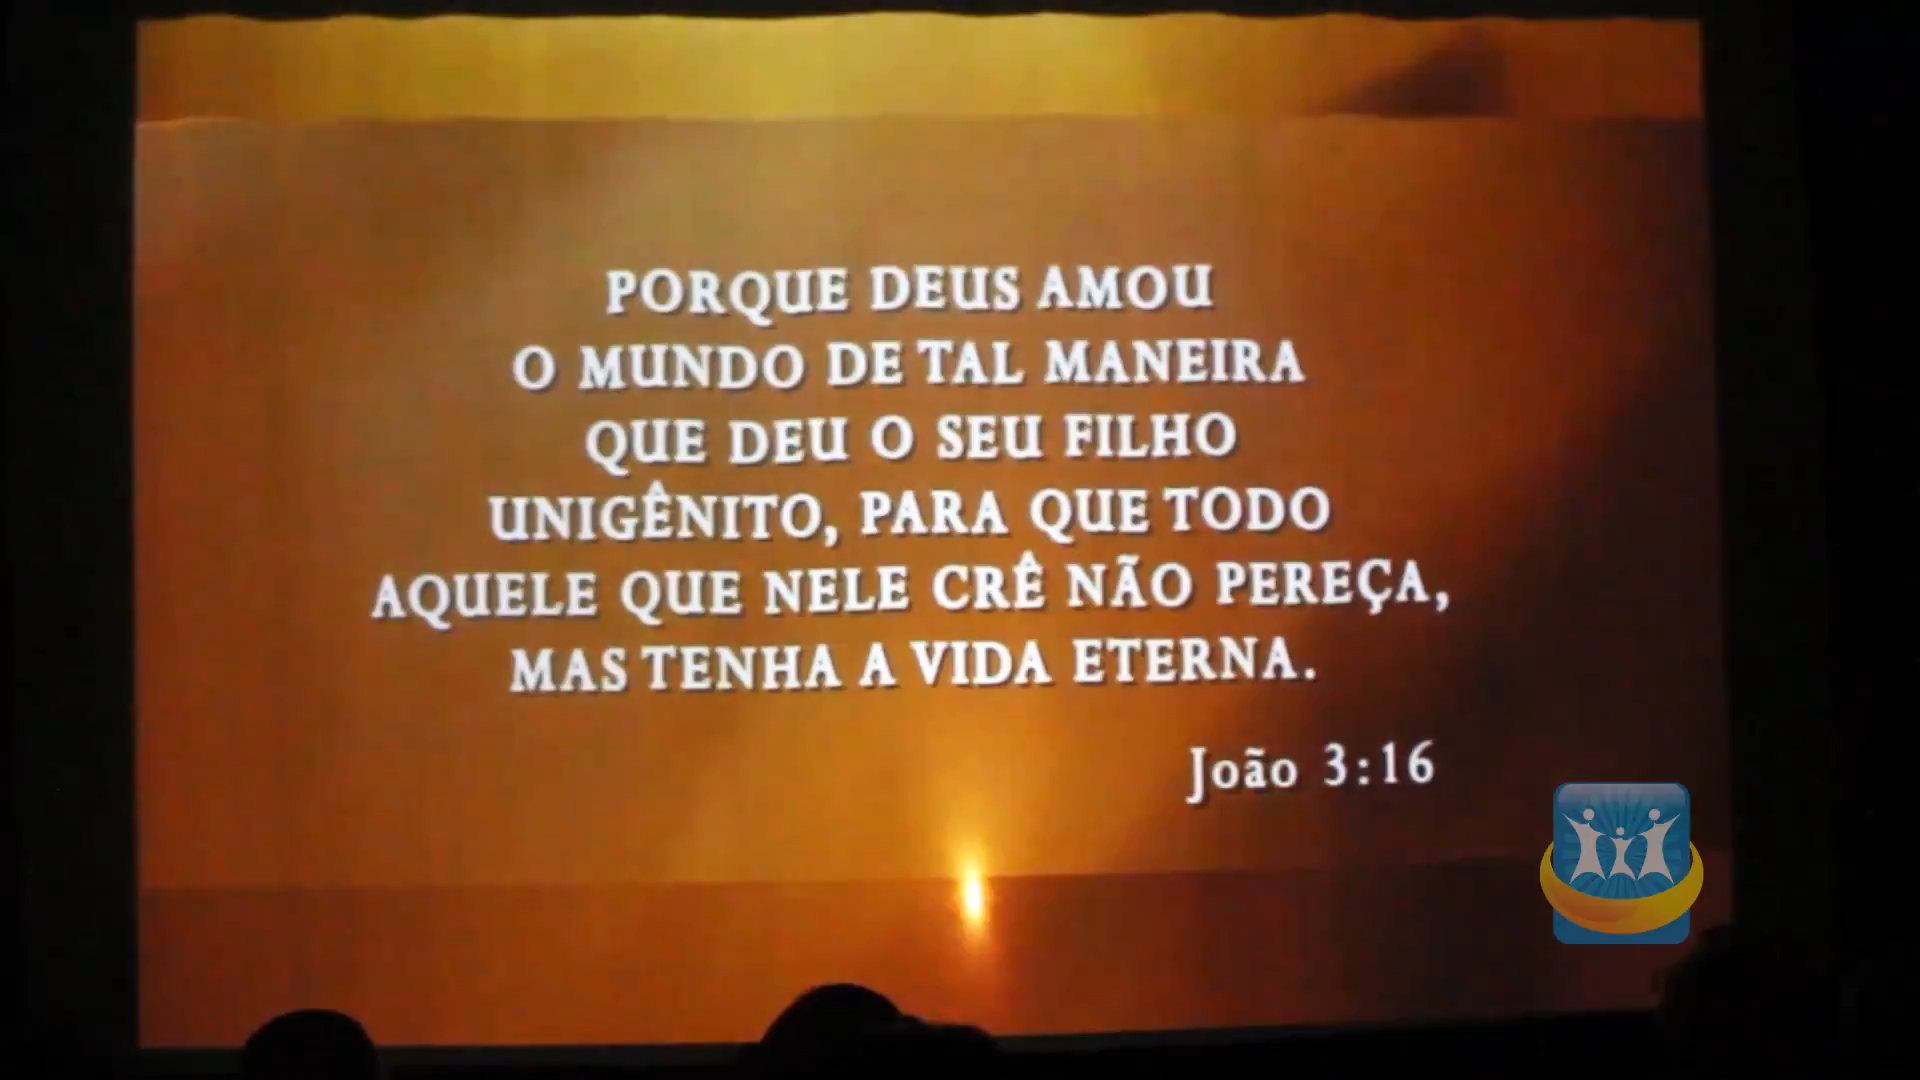 PORQUE DEUS AMOU
O MUNDO DE TAL MANEIRA
QUE DEU O SEU FILHO
UNIGÊNITO, PARA QUE TODO
AQUELE QUE NELE CRÊ NÃO PEREÇA,
MAS TENHA A VIDA ETERNA.
João 3:16